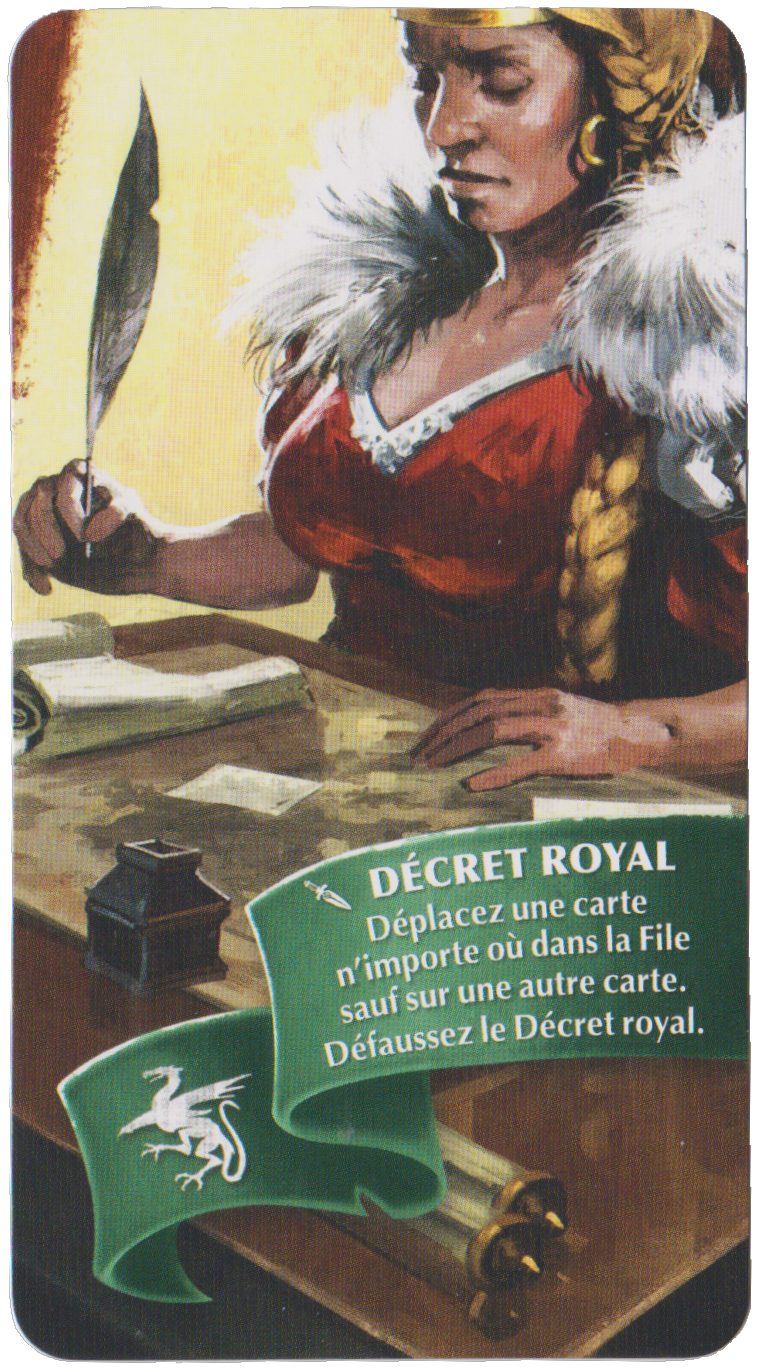 DÉCRET ROYAL
Déplacez une carte
n'importe où dans la File
sauf sur une autre carte.
Défaussez le Décret royal.